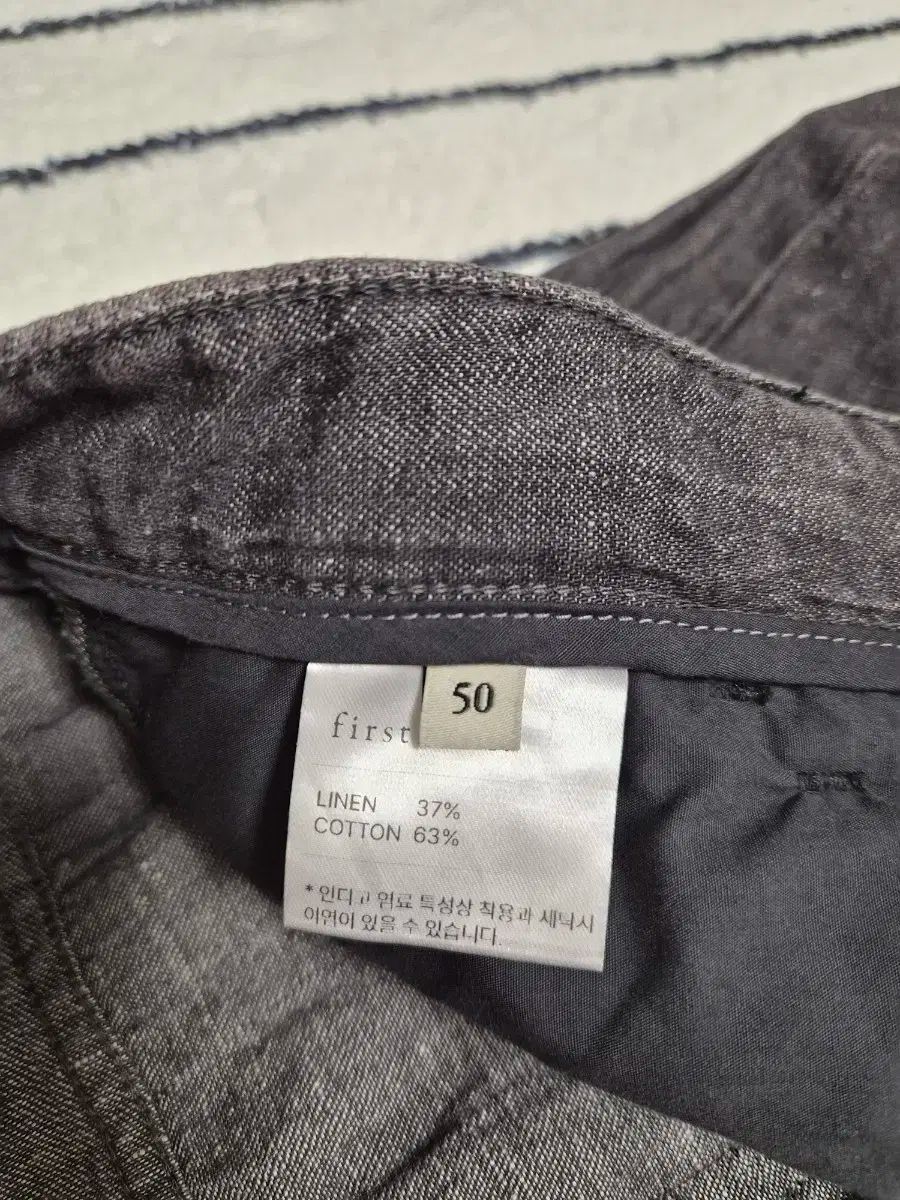 50
first
LINEN 37%
COTTON 63%
* 인디고 염료 특성상 착용과 세탁시
이염이 있을 수 있습니다.